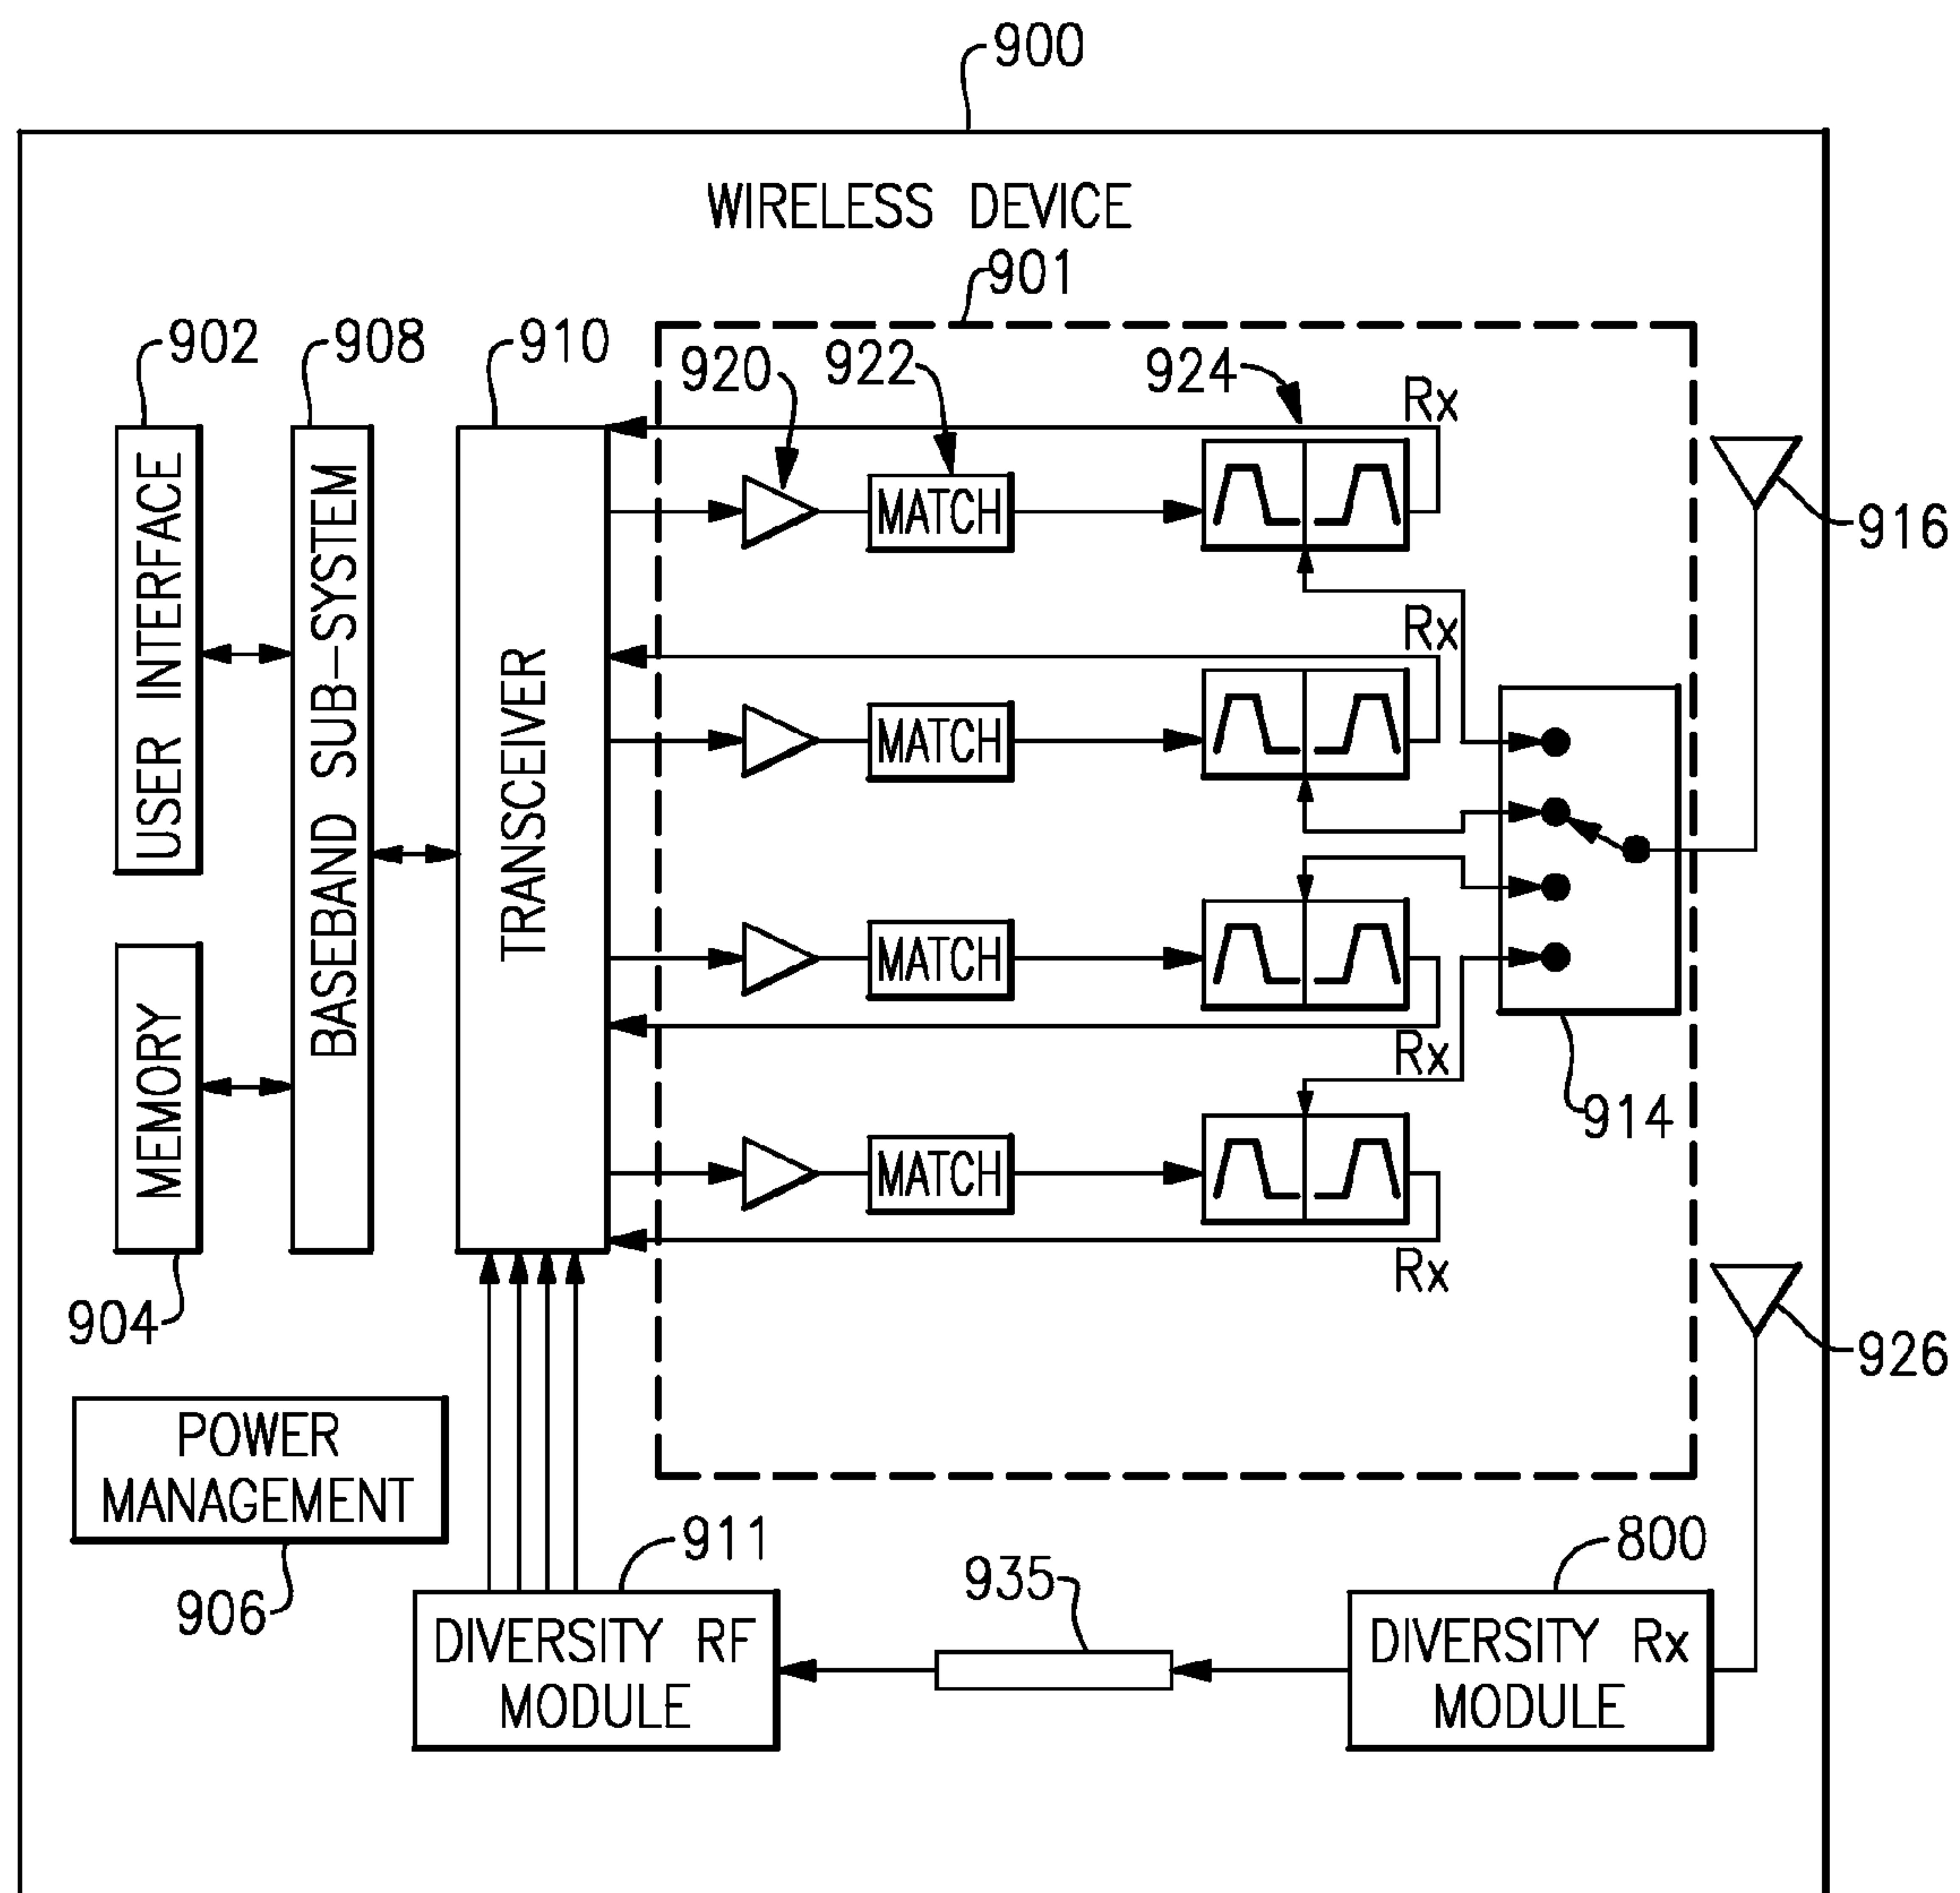 900
WIRELESS DEVICE
901
902
908
910
920
922
924
Rx
USER INTERFACE
BASEBAND SUB-SYSTEM
TRANSCEIVER
MATCH
916
Rx
MATCH
MATCH
Rx
914
MEMORY
MATCH
Rx
904
926
POWER
MANAGEMENT
906
911
935
800
DIVERSITY RF
MODULE
DIVERSITY Rx
MODULE